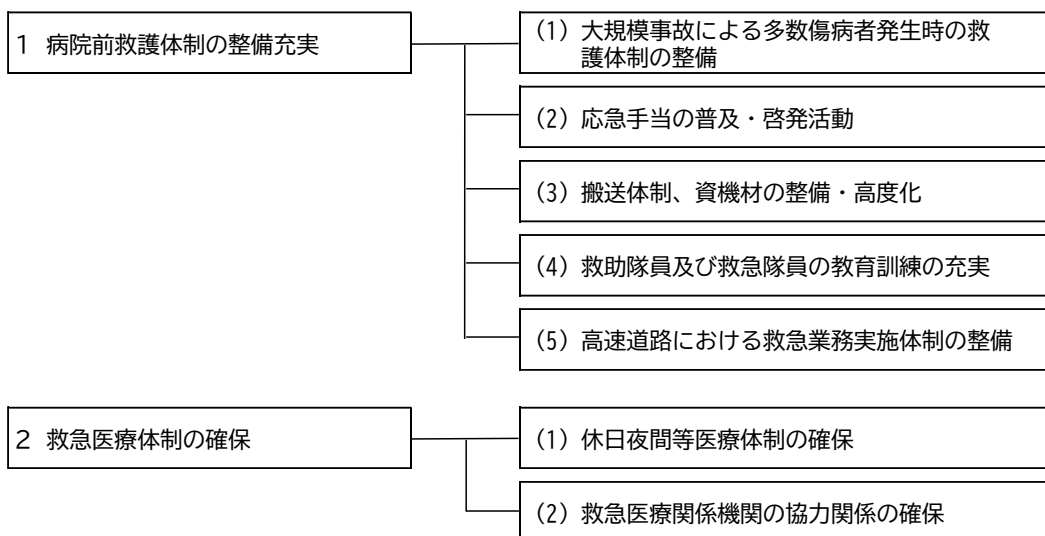 1 病院前救護体制の整備充実
(1) 大規模事故による多数傷病者発生時の救
護体制の整備
(2) 応急手当の普及・啓発活動
(3) 搬送体制、資機材の整備・高度化
(4) 救助隊員及び救急隊員の教育訓練の充実
(5) 高速道路における救急業務実施体制の整備
2 救急医療体制の確保
(1) 休日夜間等医療体制の確保
(2) 救急医療関係機関の協力関係の確保